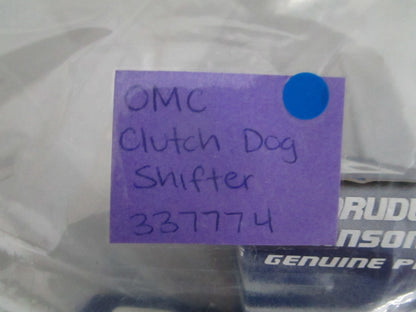 OMC
Clutch Dog
Shifter
337774
GENUINE P